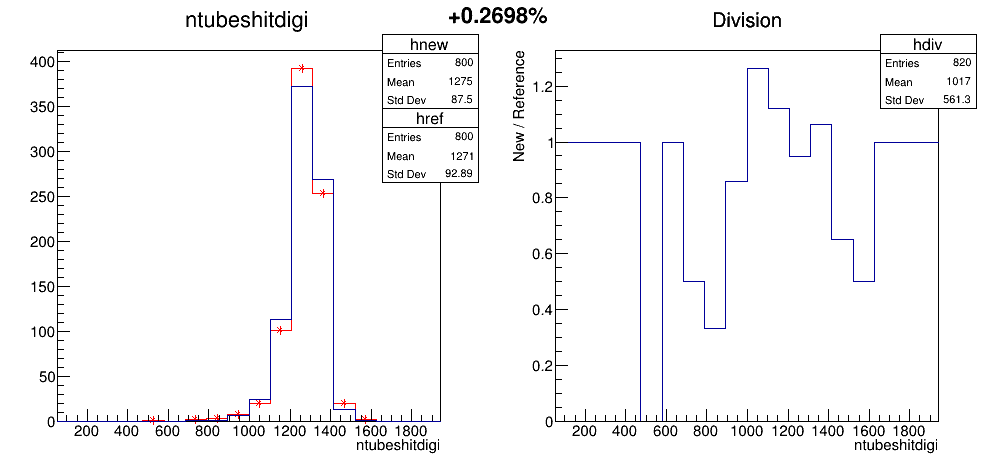 +0.2698%
ntubeshitdigi
hnew
Entries 800
Mean 1275
Std Dev 87.5
href
Entries 800
Mean 1271
Std Dev 92.89
400
350
300
250
200
150
100
50
0
200 400 600 800 1000 1200 1400 1600 1800
ntubeshitdigi
Division
hdiv
Entries 820
Mean 1017
Std Dev 561.3
New / Reference
1.2
1
0.8
0.6
0.4
0.2
0
200 400 600 800 1000 1200 1400 1600 1800
ntubeshitdigi